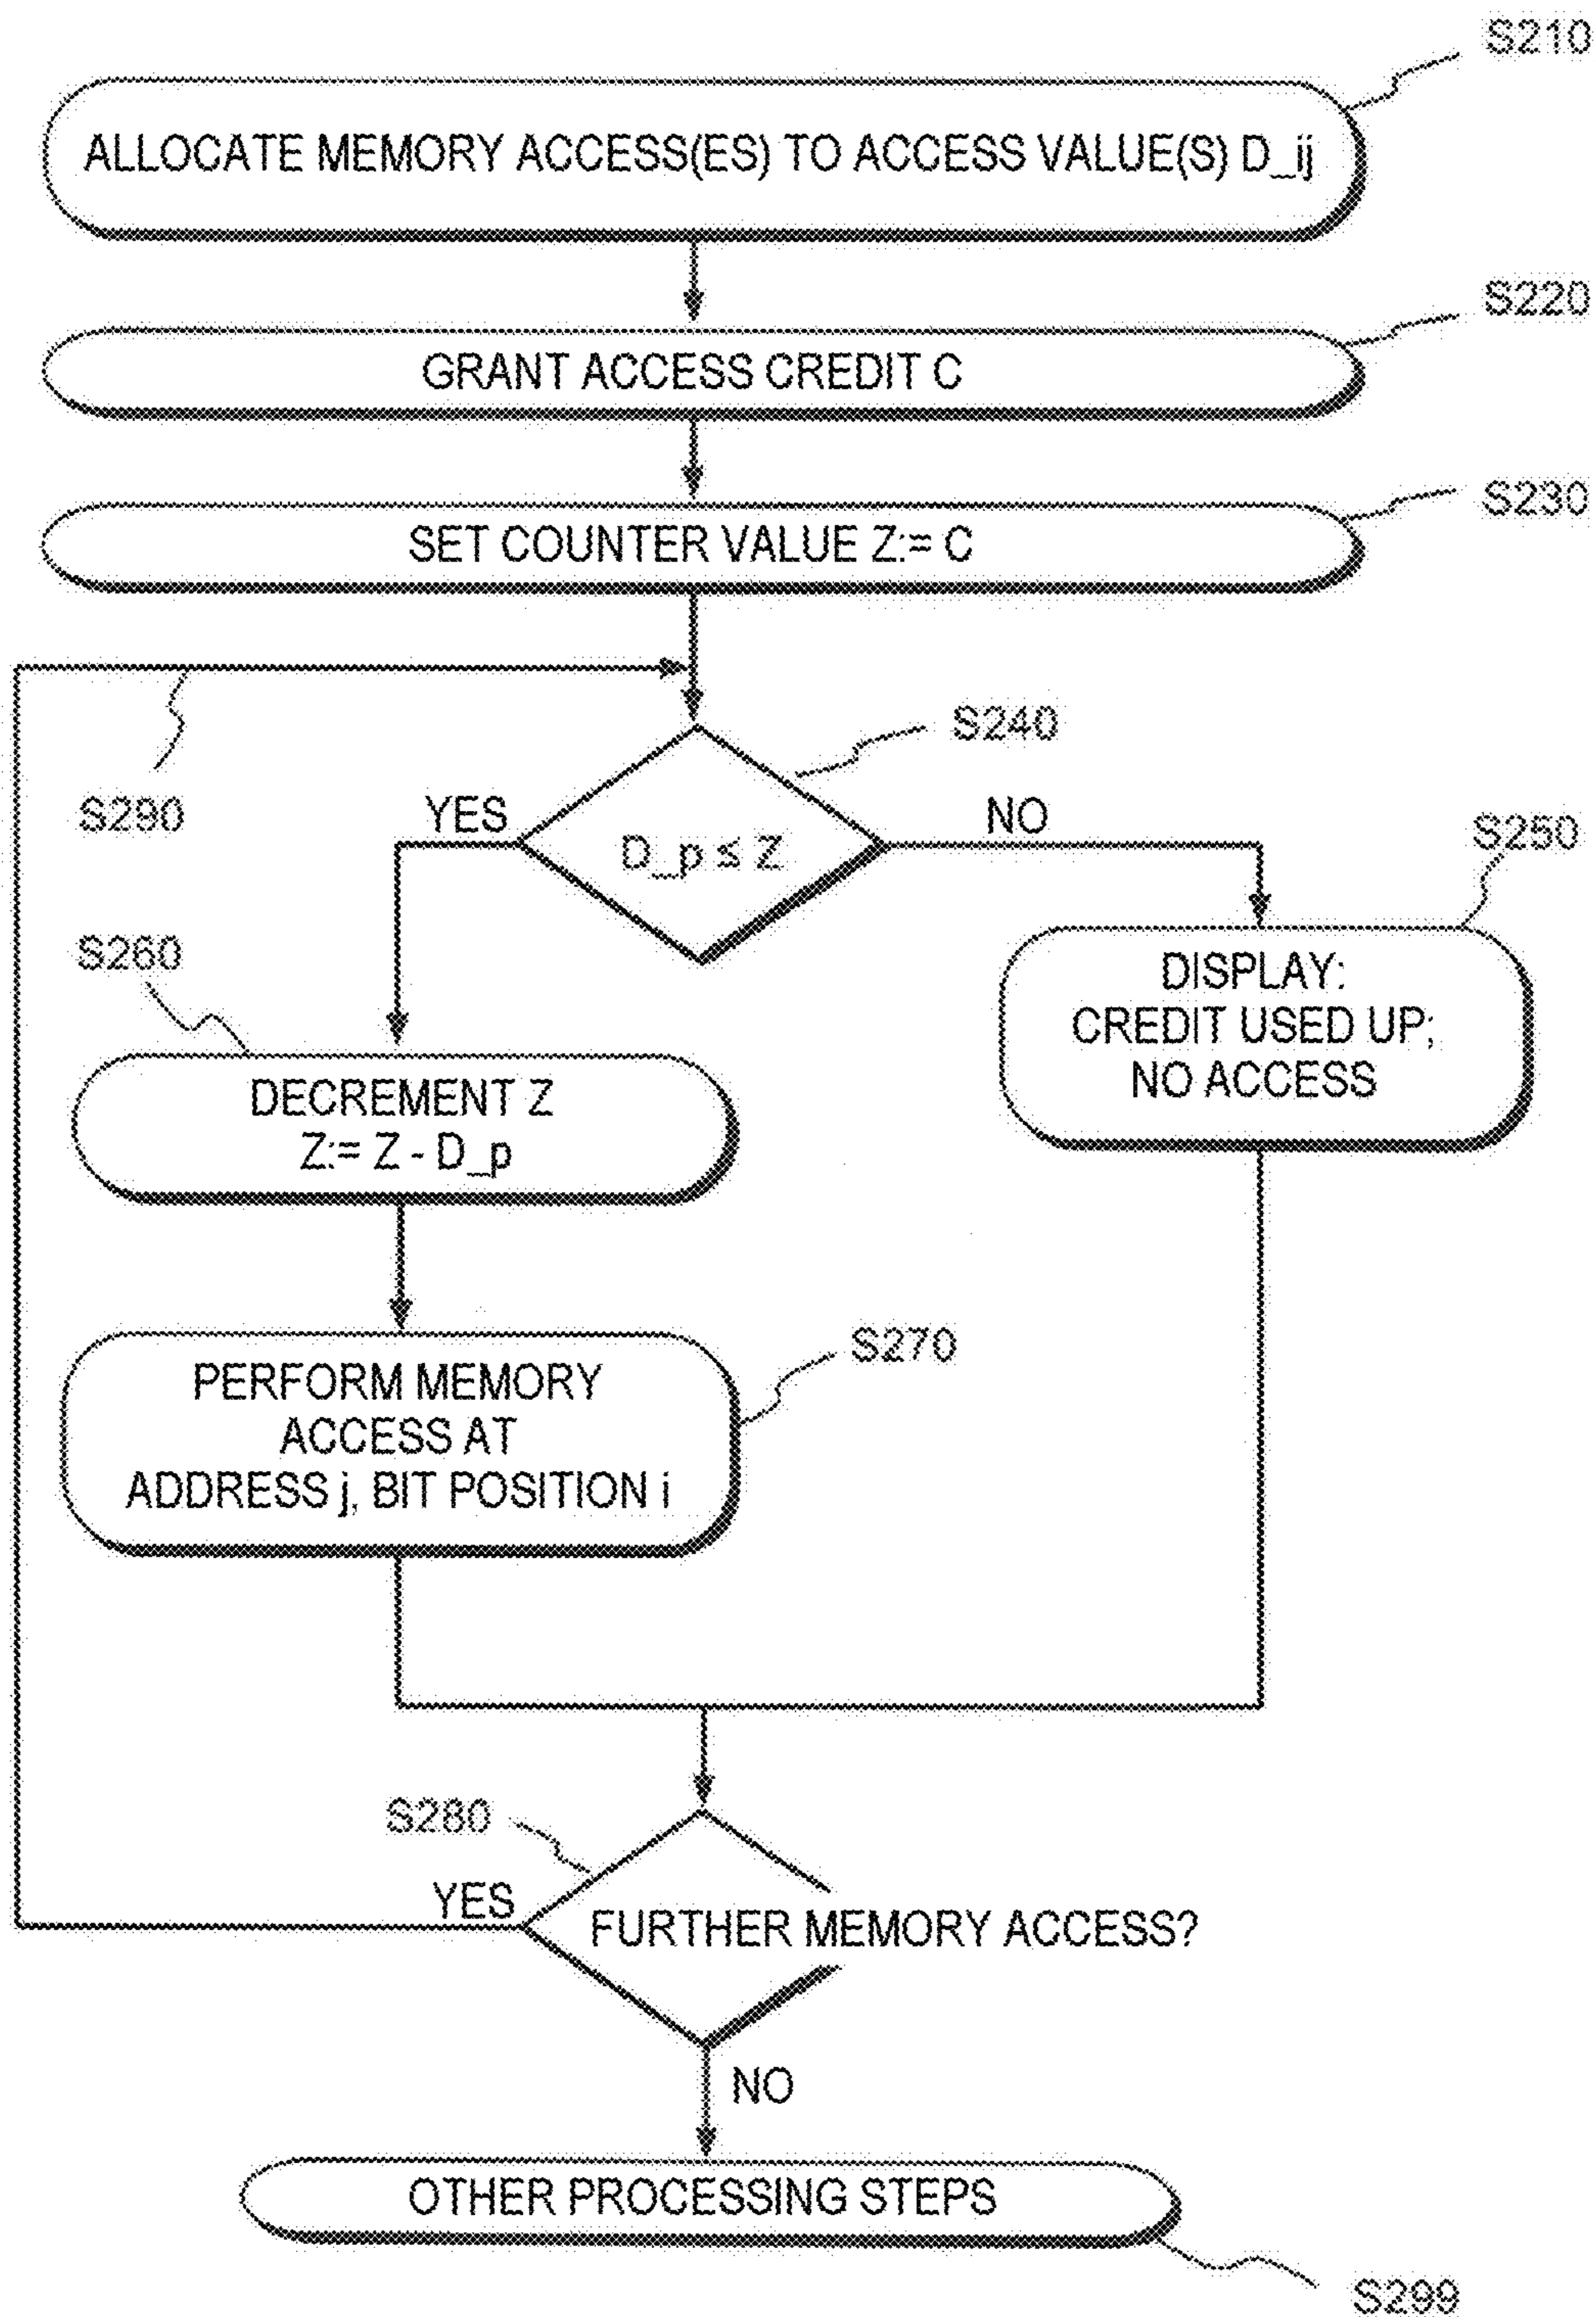 S210
ALLOCATE MEMORY ACCESS(ES) TO ACCESS VALUE(S) D_ij
S220
GRANT ACCESS CREDIT C
S230
SET COUNTER VALUE Z:= C
S290
S240
YES
D_p ≤ Z
NO
S250
DISPLAY:
CREDIT USED UP;
NO ACCESS
S260
DECREMENT Z
Z:= Z - D_p
S270
PERFORM MEMORY
ACCESS AT
ADDRESS j, BIT POSITION i
S280
YES
FURTHER MEMORY ACCESS?
NO
OTHER PROCESSING STEPS
S299